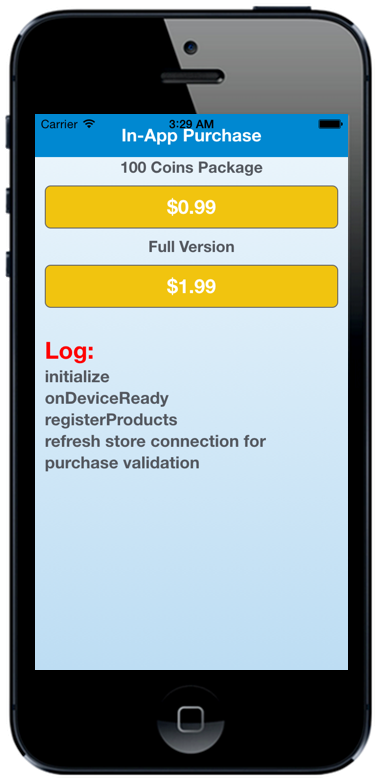 Carrier 3:29 AM
In-App Purchase
100 Coins Package
$0.99
Full Version
$1.99
Log:
initialize
onDeviceReady
registerProducts
refresh store connection for
purchase validation